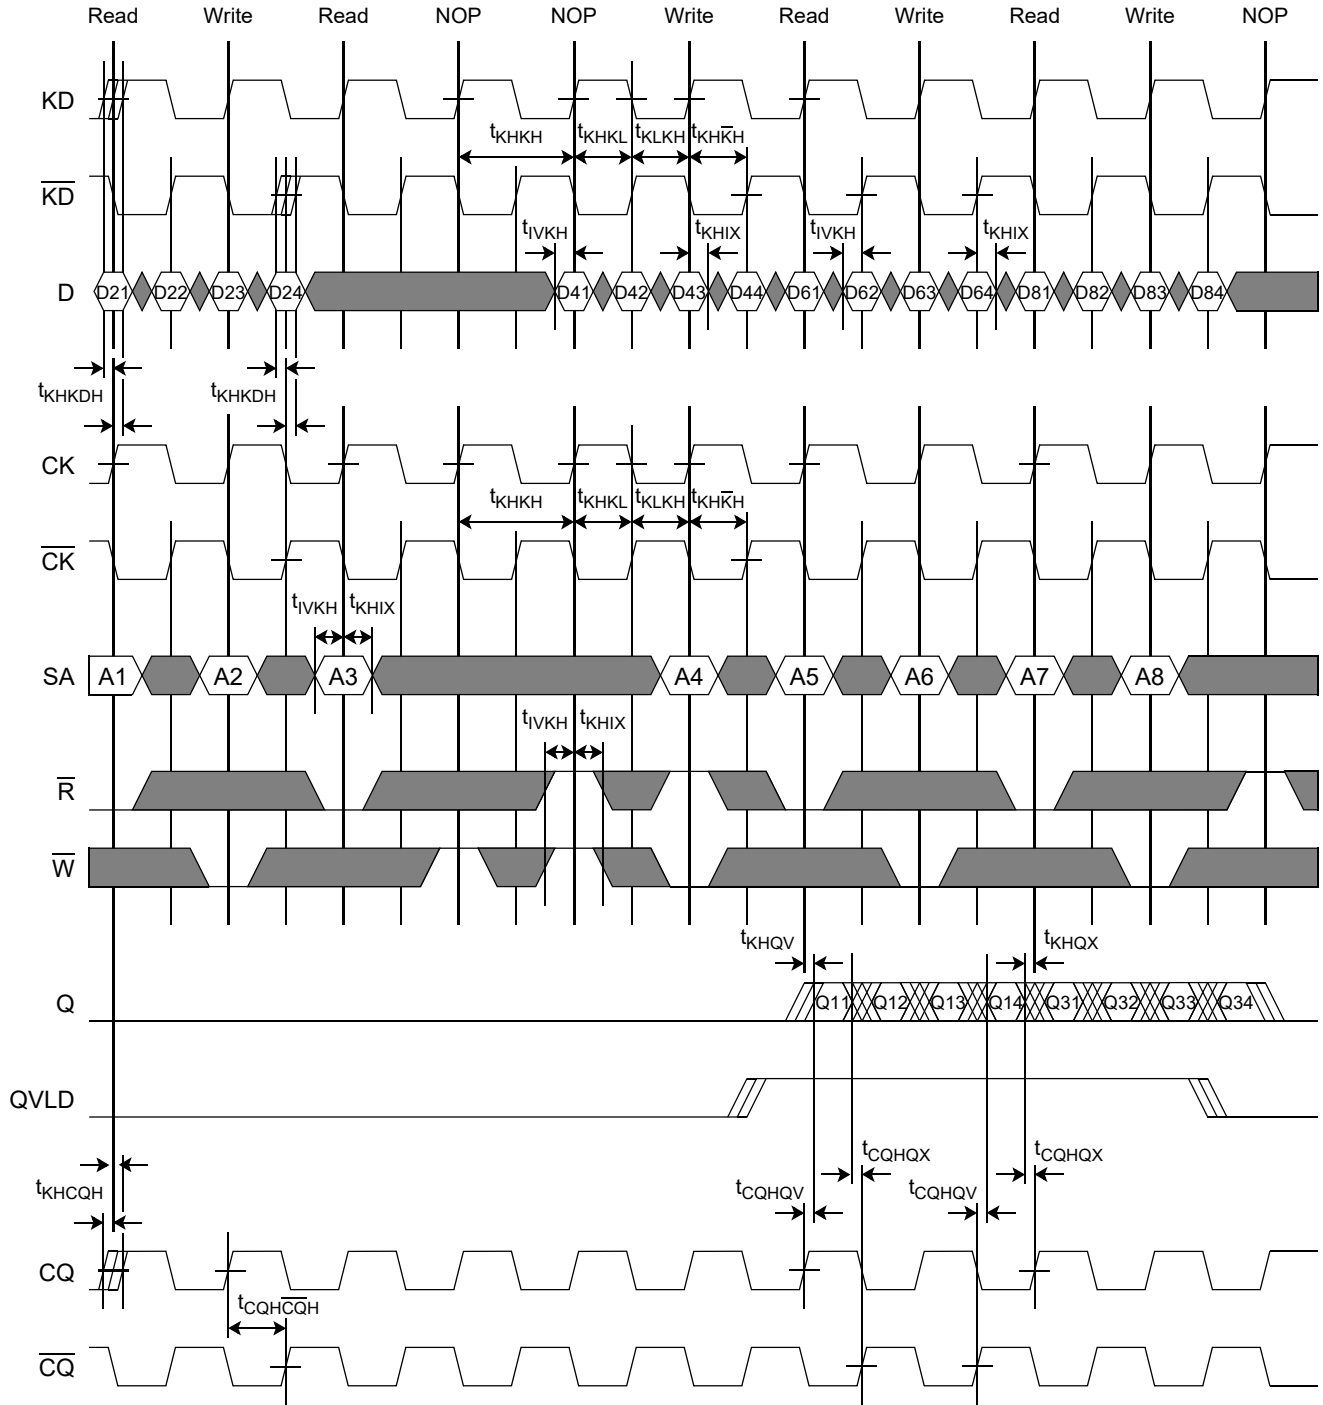 Read Write Read NOP NOP Write Read Write Read Write NOP
KD
tKHKH tKHKL tKLKH tKHK̅H
K̅D̅
tIVKH tKHIX tIVKH tKHIX
D D21 D22 D23 D24 D41 D42 D43 D44 D61 D62 D63 D64 D81 D82 D83 D84
tKHKDH tKHKDH
CK
tKHKH tKHKL tKLKH tKHK̅H
C̅K̅
tIVKH tKHIX
SA A1 A2 A3 A4 A5 A6 A7 A8
tIVKH tKHIX
R̅
W̅
tKHQV tKHQX
Q Q11 Q12 Q13 Q14 Q31 Q32 Q33 Q34
QVLD
tCQHQX tCQHQX
tKHCQH tCQHQV tCQHQV
CQ
tCQHC̅Q̅H
C̅Q̅